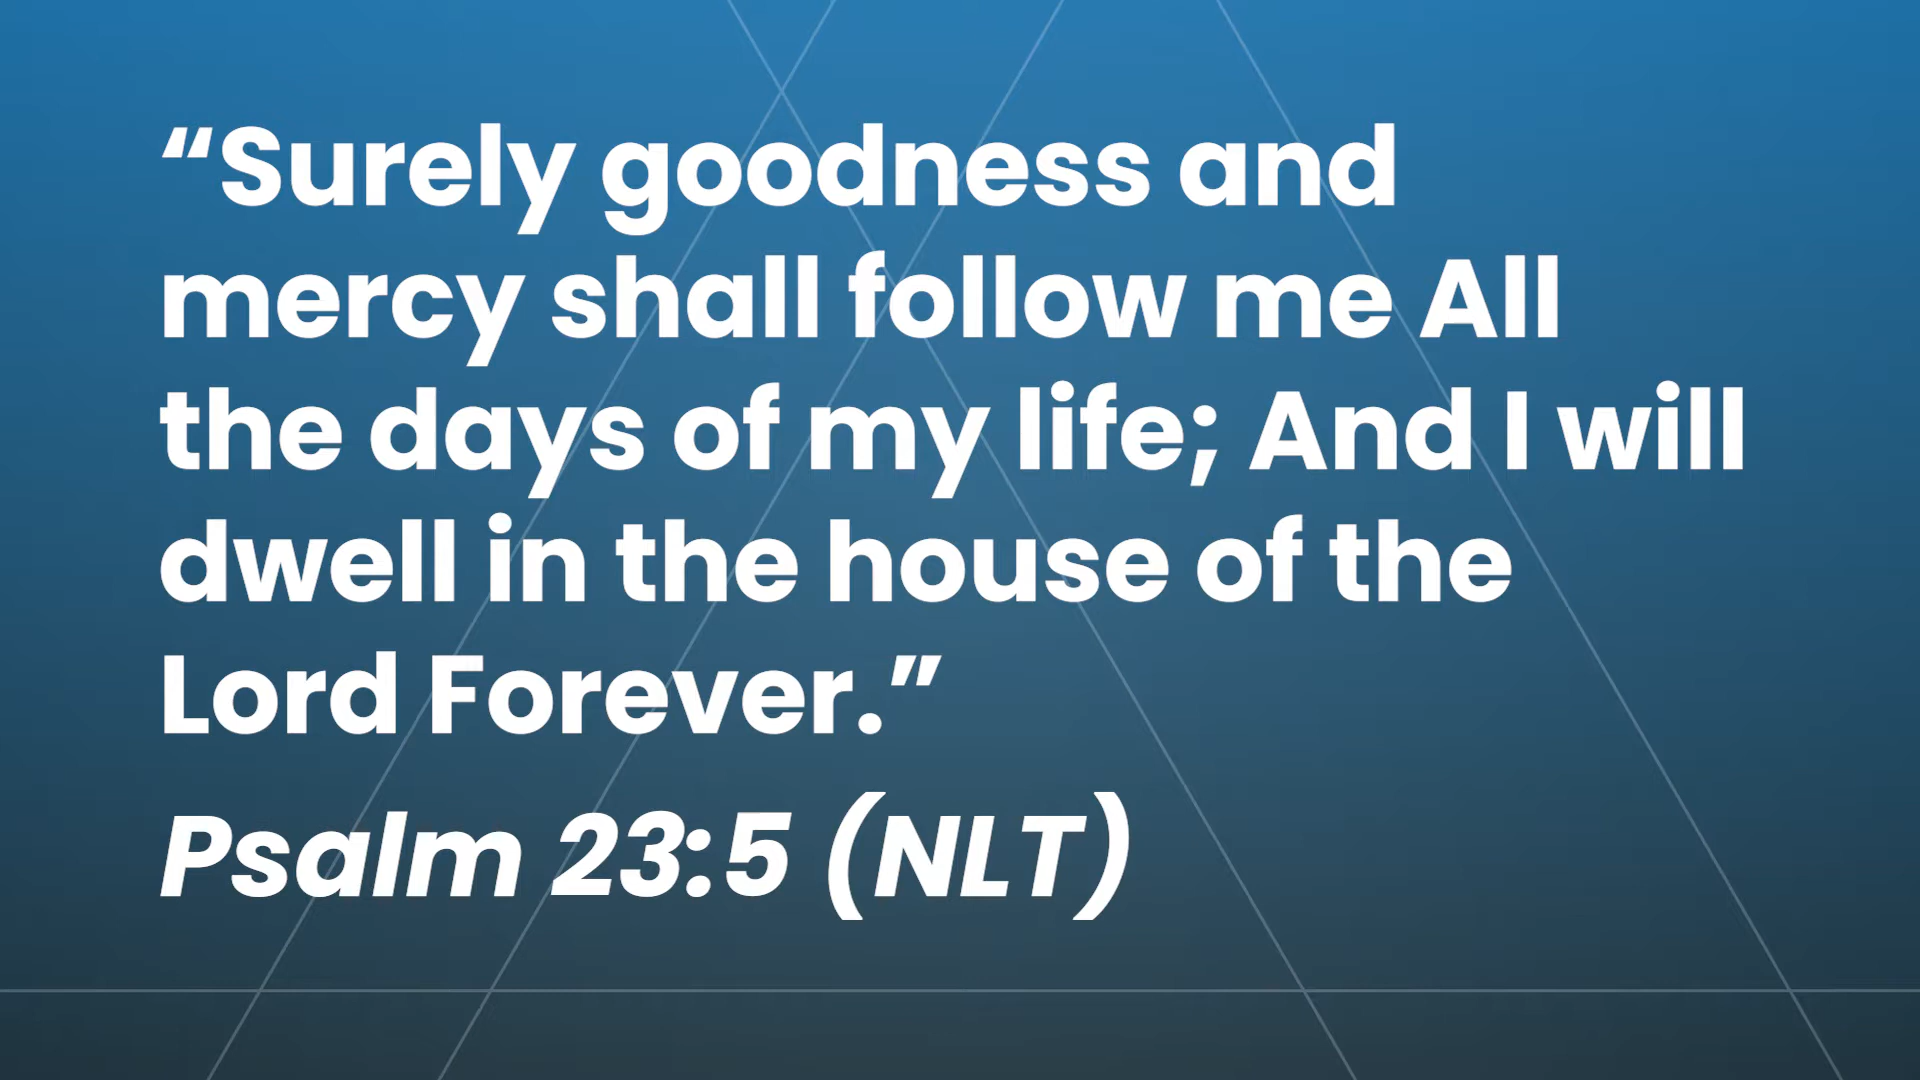 “Surely goodness and
mercy shall follow me All
the days of my life; And I will
dwell in the house of the
Lord Forever.”
Psalm 23:5 (NLT)